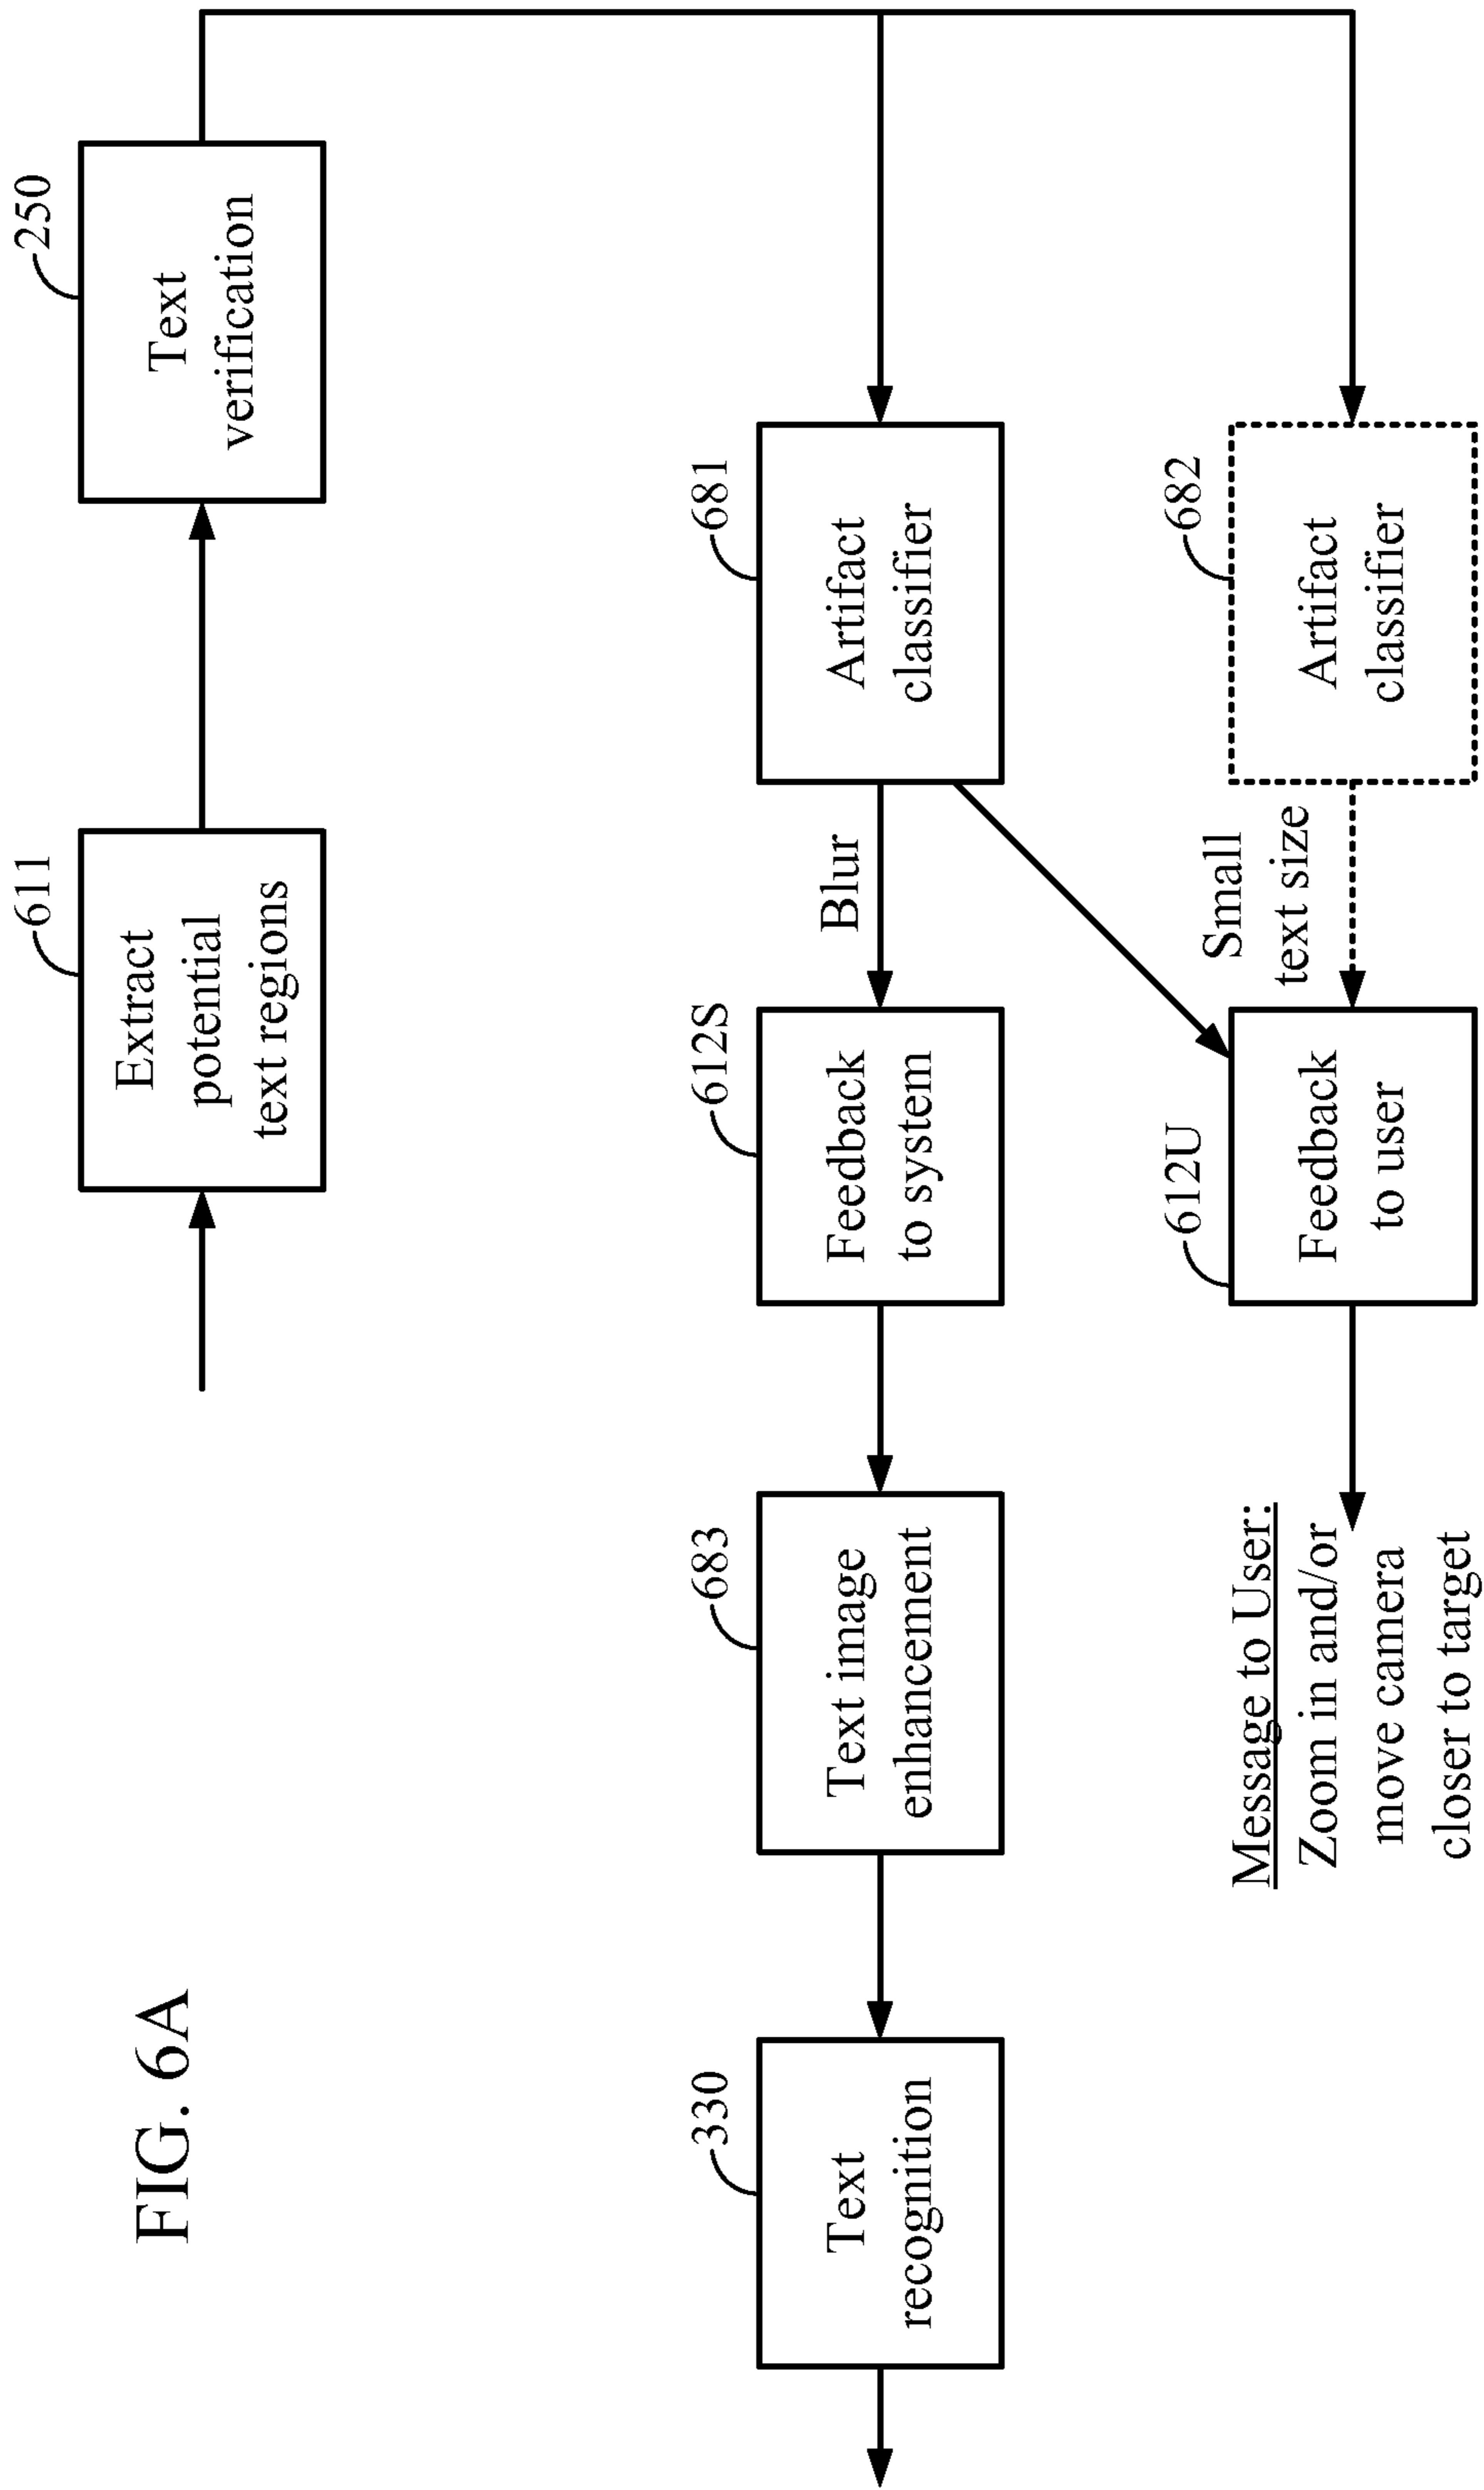 FIG. 6A
611
Extract
potential
text regions
250
Text
verification
330
Text
recognition
683
Text image
enhancement
612S
Feedback
to system
Blur
681
Artifact
classifier
Message to User:
Zoom in and/or
move camera
closer to target
612U
Feedback
to user
Small
text size
682
Artifact
classifier